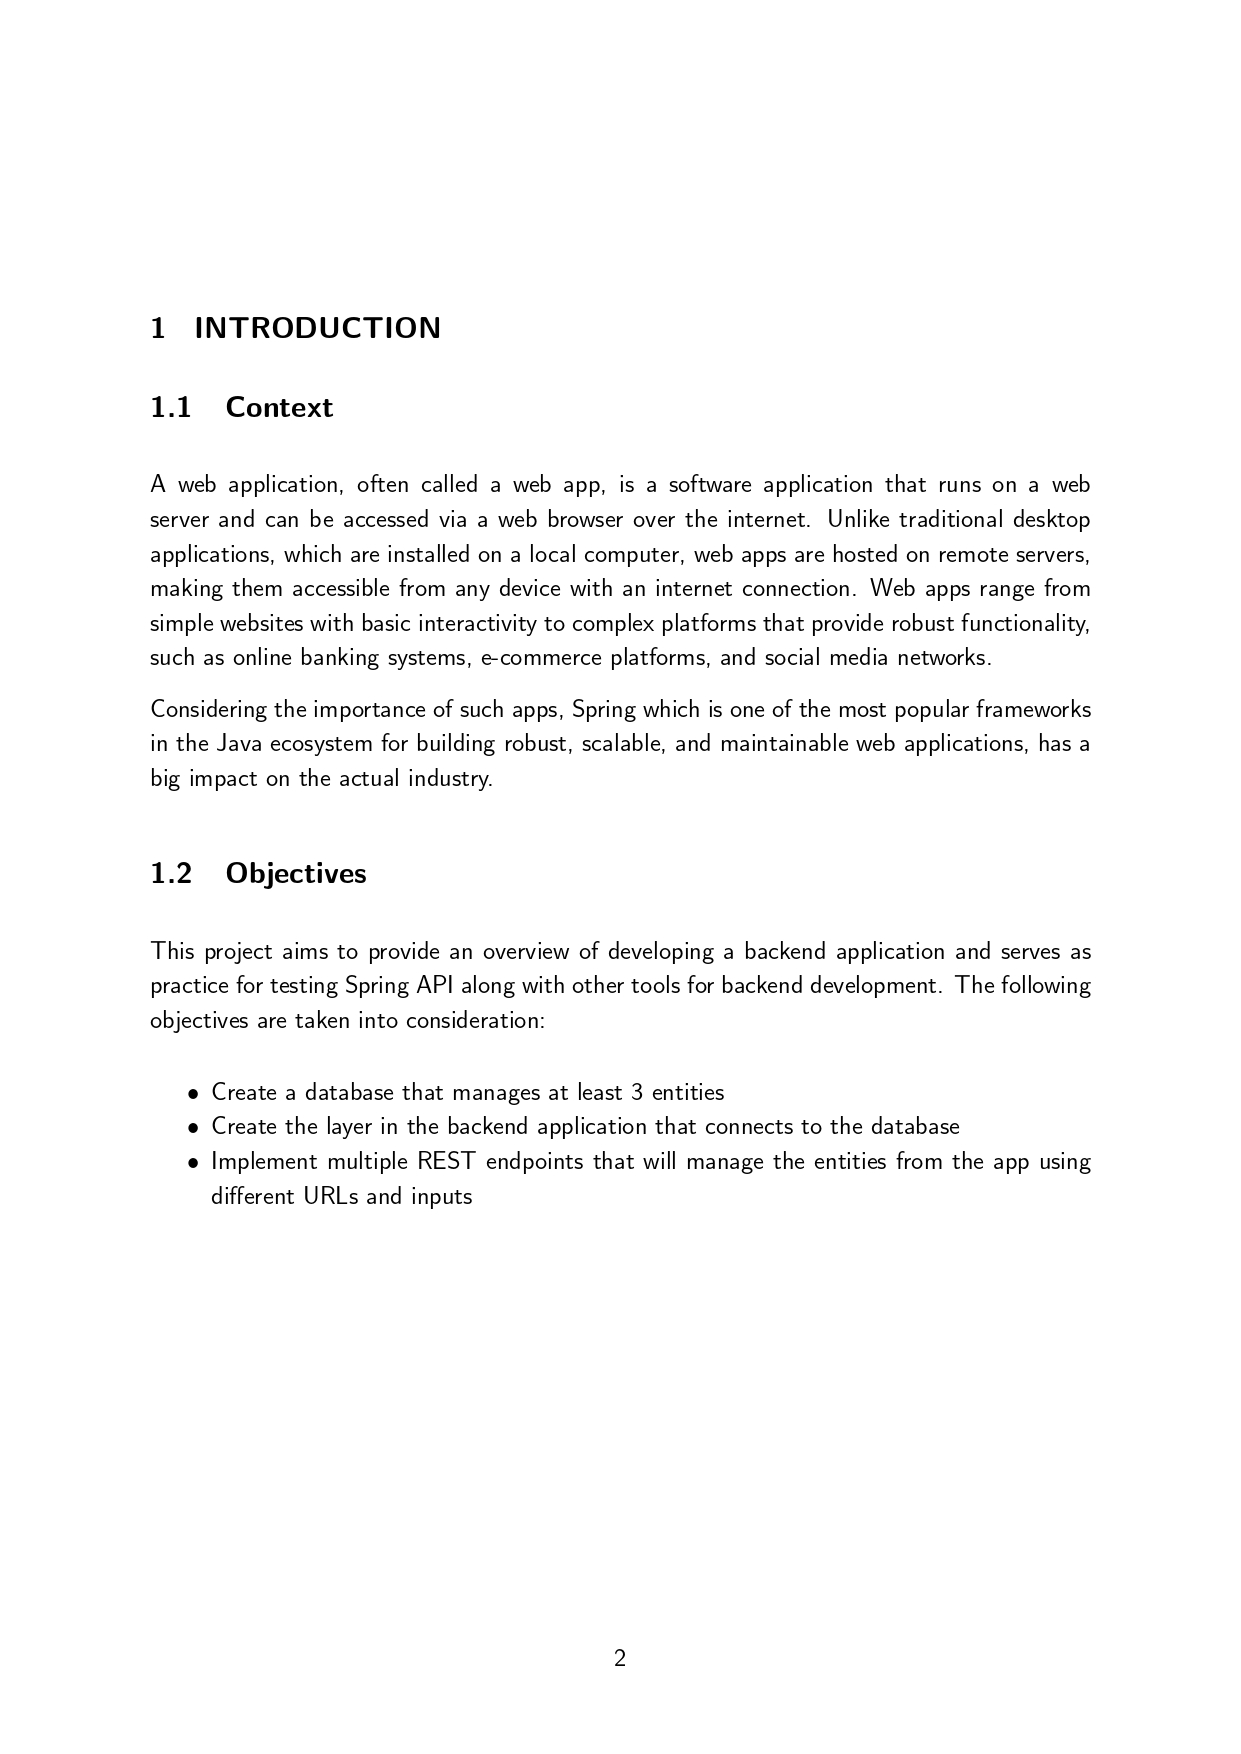 1 INTRODUCTION
1.1 Context
A web application, often called a web app, is a software application that runs on a web
server and can be accessed via a web browser over the internet. Unlike traditional desktop
applications, which are installed on a local computer, web apps are hosted on remote servers,
making them accessible from any device with an internet connection. Web apps range from
simple websites with basic interactivity to complex platforms that provide robust functionality,
such as online banking systems, e-commerce platforms, and social media networks.
Considering the importance of such apps, Spring which is one of the most popular frameworks
in the Java ecosystem for building robust, scalable, and maintainable web applications, has a
big impact on the actual industry.
1.2 Objectives
This project aims to provide an overview of developing a backend application and serves as
practice for testing Spring API along with other tools for backend development. The following
objectives are taken into consideration:
• Create a database that manages at least 3 entities
• Create the layer in the backend application that connects to the database
• Implement multiple REST endpoints that will manage the entities from the app using
different URLs and inputs
2